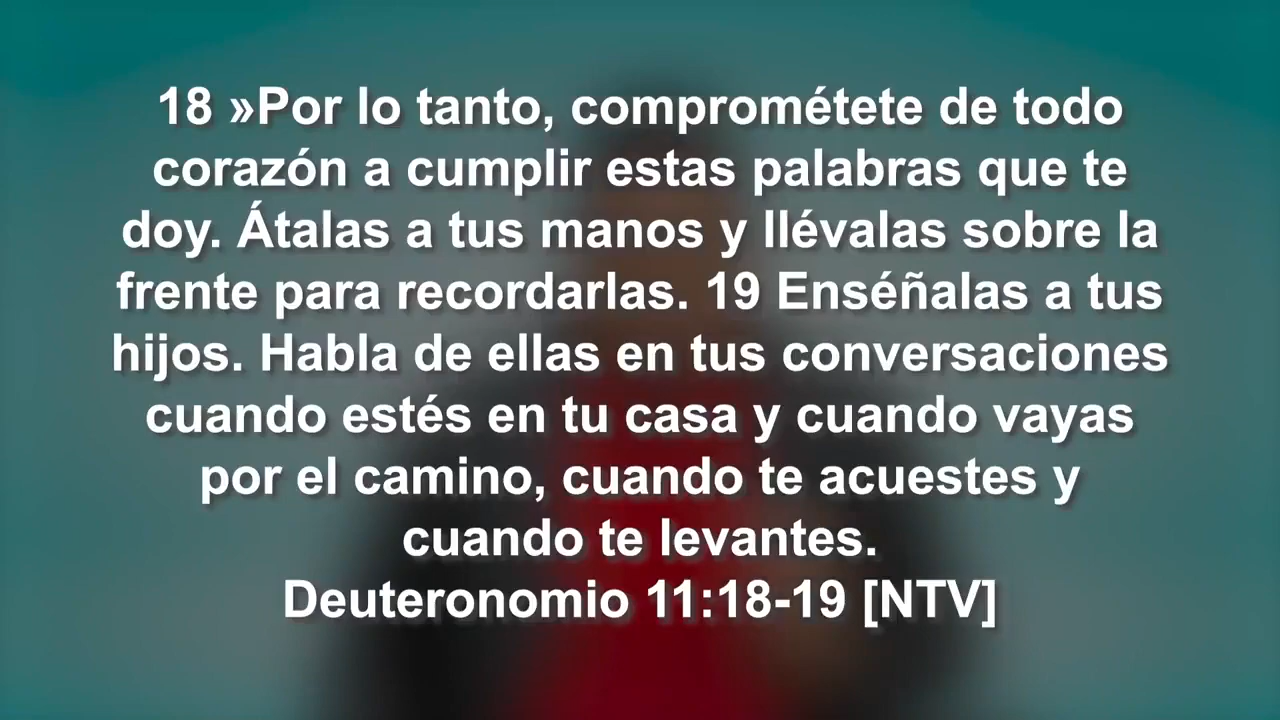 18 »Por lo tanto, comprométete de todo
corazón a cumplir estas palabras que te
doy. Átalas a tus manos y llévalas sobre la
frente para recordarlas. 19 Enséñalas a tus
hijos. Habla de ellas en tus conversaciones
cuando estés en tu casa y cuando vayas
por el camino, cuando te acuestes y
cuando te levantes.
Deuteronomio 11:18-19 [NTV]